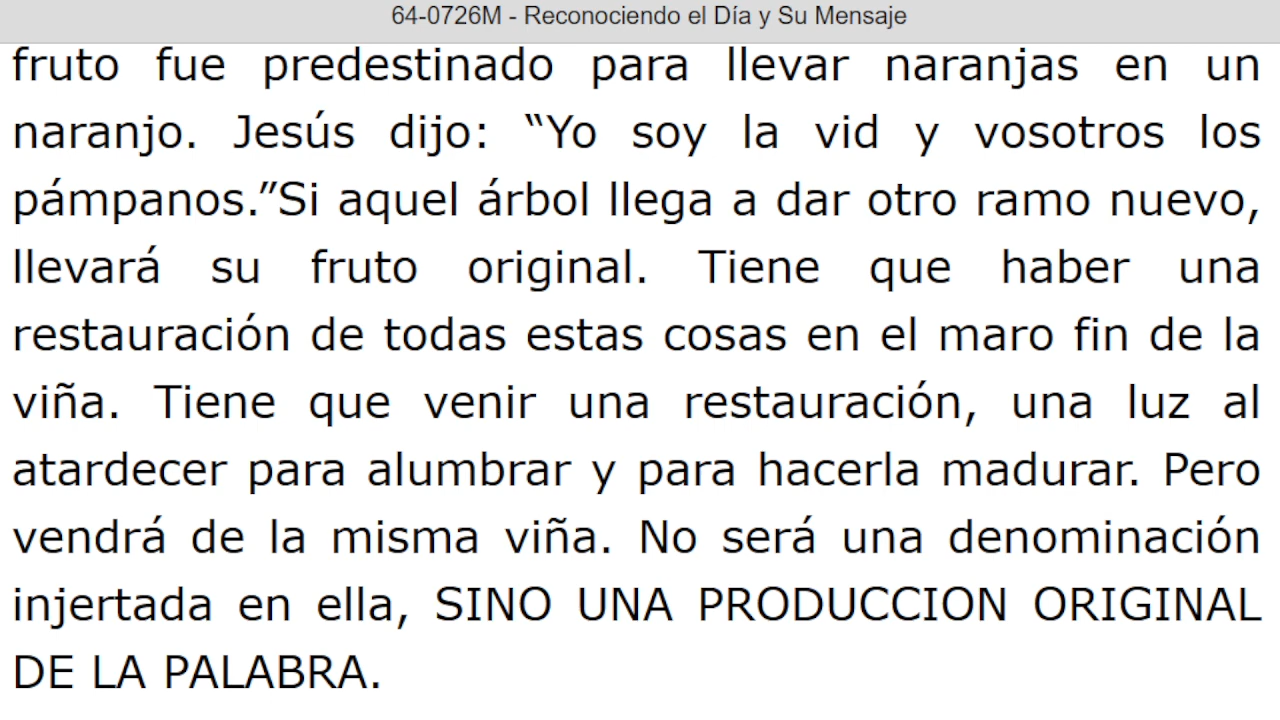 64-0726M - Reconociendo el Día y Su Mensaje
fruto fue predestinado para llevar naranjas en un
naranjo. Jesús dijo: “Yo soy la vid y vosotros los
pámpanos.”Si aquel árbol llega a dar otro ramo nuevo,
llevará su fruto original. Tiene que haber una
restauración de todas estas cosas en el maro fin de la
viña. Tiene que venir una restauración, una luz al
atardecer para alumbrar y para hacerla madurar. Pero
vendrá de la misma viña. No será una denominación
injertada en ella, SINO UNA PRODUCCION ORIGINAL
DE LA PALABRA.